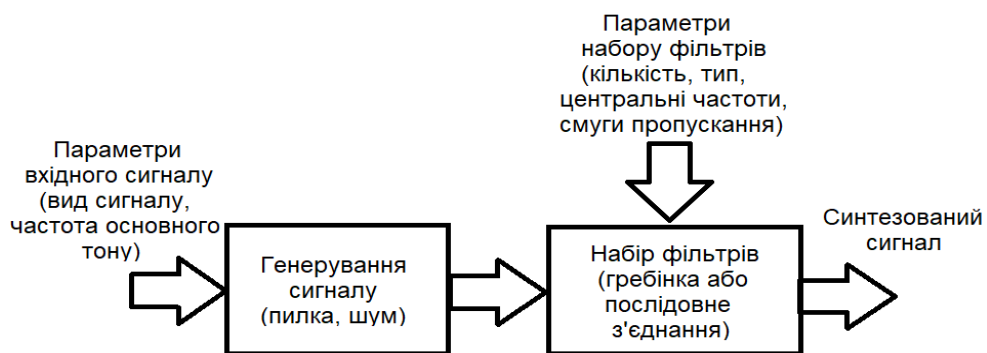 Параметри
набору фільтрів
(кількість, тип,
центральні частоти,
смуги пропускання)
Параметри
вхідного сигналу
(вид сигналу,
частота основного
тону)
Генерування
сигналу
(пилка, шум)
Набір фільтрів
(гребінка або
послідовне
з'єднання)
Синтезований
сигнал